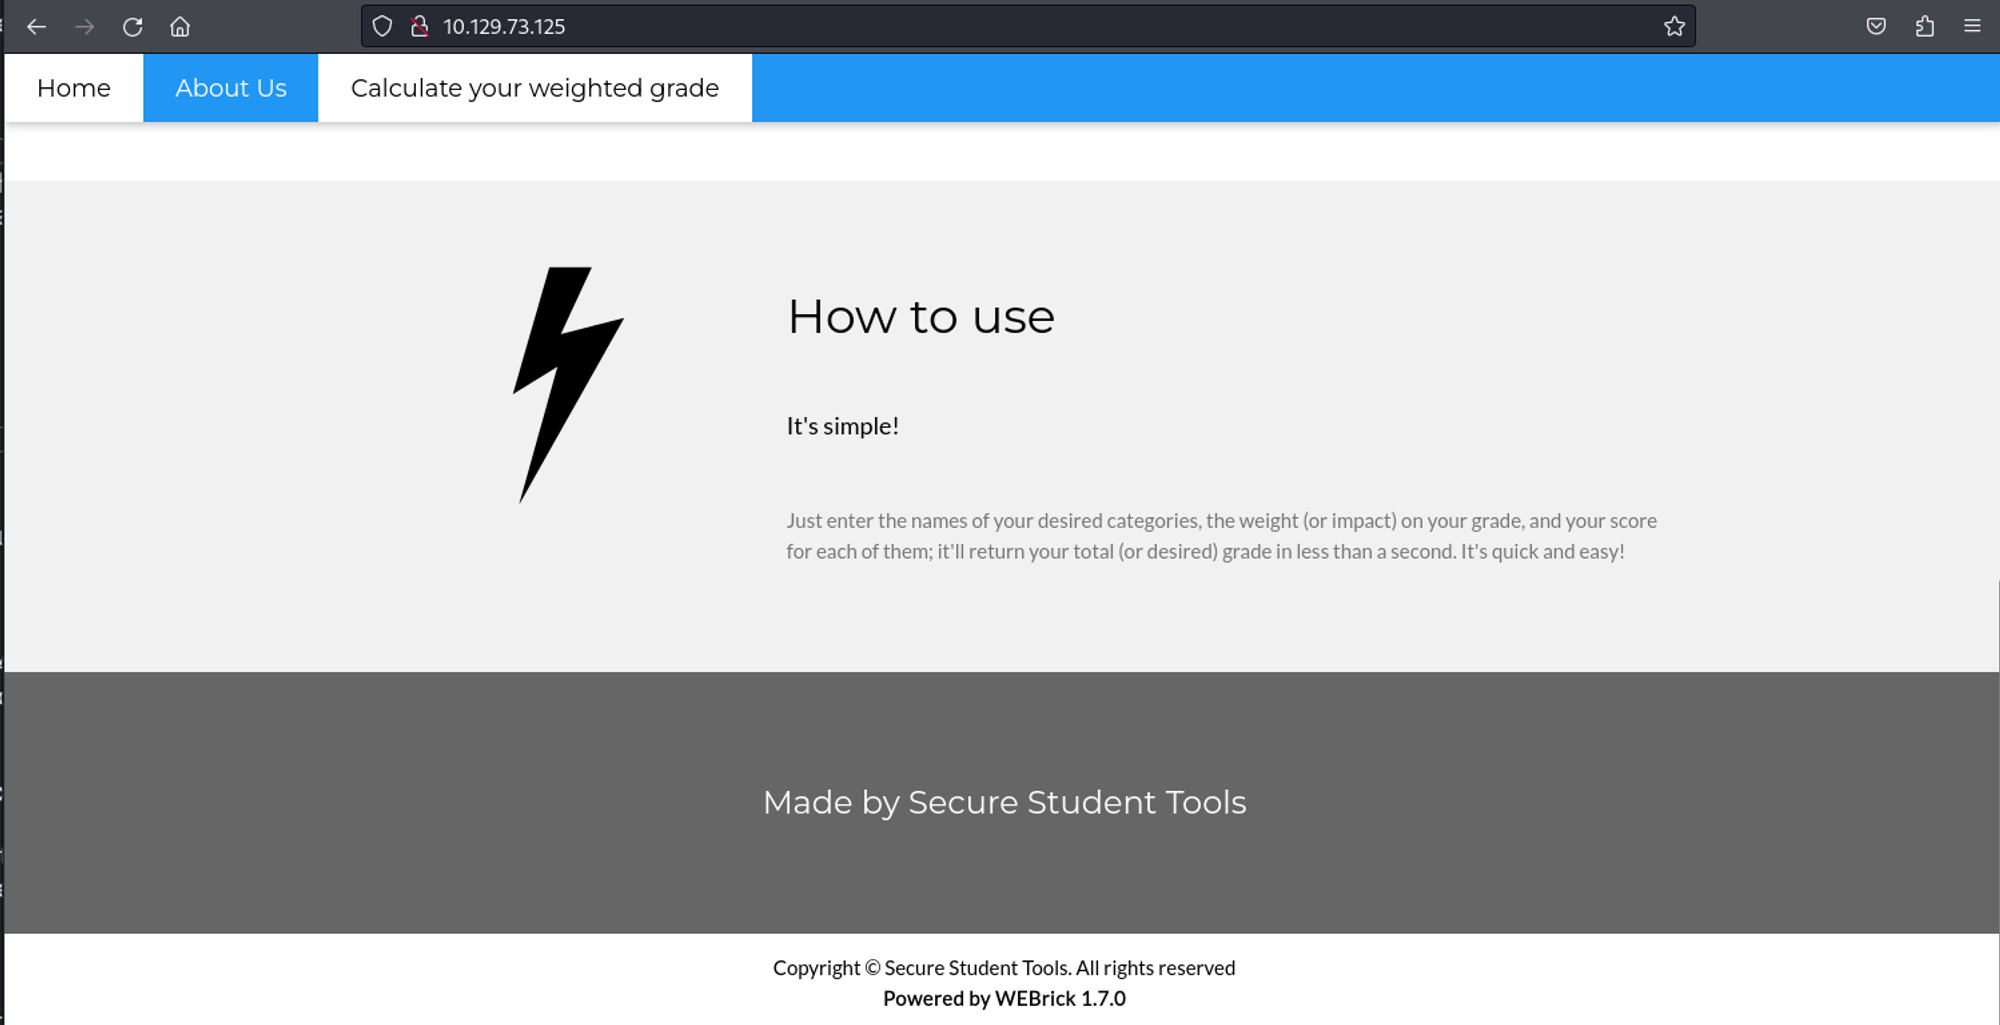 10.129.73.125
Home
About Us
Calculate your weighted grade
How to use
It's simple!
Just enter the names of your desired categories, the weight (or impact) on your grade, and your score
for each of them; it'll return your total (or desired) grade in less than a second. It's quick and easy!
Made by Secure Student Tools
Copyright © Secure Student Tools. All rights reserved
Powered by WEBrick 1.7.0